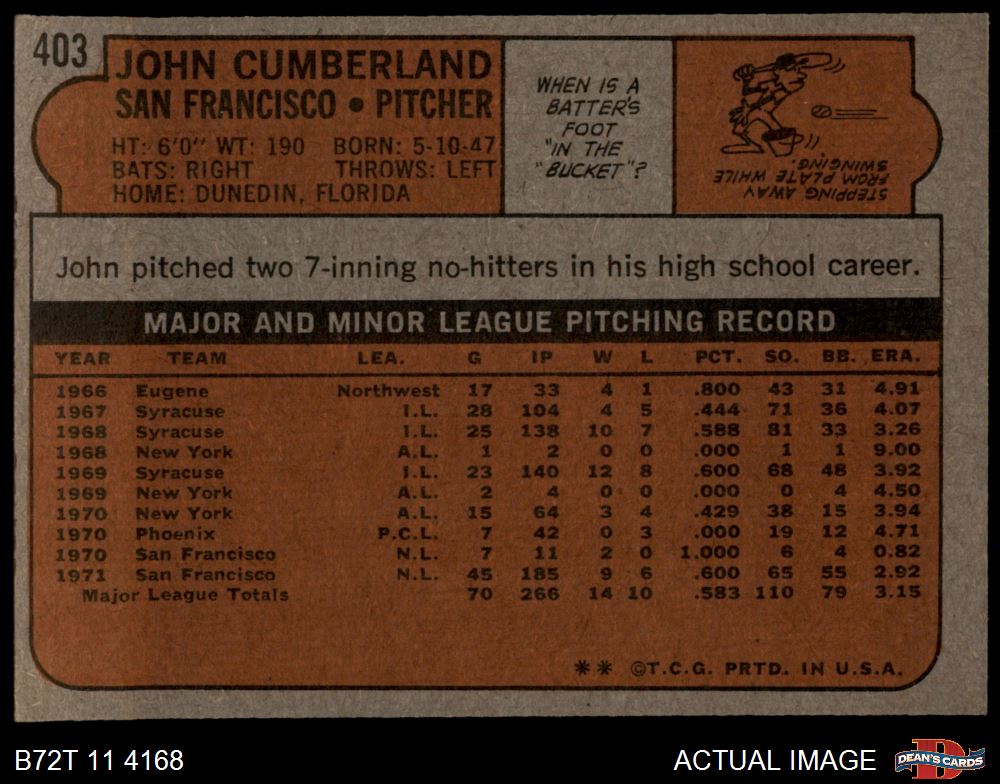 403
JOHN CUMBERLAND
SAN FRANCISCO • PITCHER
HT: 6'0" WT: 190 BORN: 5-10-47
BATS: RIGHT THROWS: LEFT
HOME: DUNEDIN, FLORIDA
WHEN IS A
BATTER'S
FOOT
"IN THE
"BUCKET"?
STEPPING AWAY
FROM PLATE WHILE
SWINGING.
John pitched two 7-inning no-hitters in his high school career.
MAJOR AND MINOR LEAGUE PITCHING RECORD
YEAR TEAM LEA. G IP W L PCT. SO. BB. ERA.
1966 Eugene Northwest 17 33 4 1 .800 43 31 4.91
1967 Syracuse I.L. 28 104 4 5 .444 71 36 4.07
1968 Syracuse I.L. 25 138 10 7 .588 81 33 3.26
1968 New York A.L. 1 2 0 0 .000 1 1 9.00
1969 Syracuse I.L. 23 140 12 8 .600 68 48 3.92
1969 New York A.L. 2 4 0 0 .000 0 4 4.50
1970 New York A.L. 15 64 3 4 .429 38 15 3.94
1970 Phoenix P.C.L. 7 42 0 3 .000 19 12 4.71
1970 San Francisco N.L. 7 11 2 0 1.000 6 4 0.82
1971 San Francisco N.L. 45 185 9 6 .600 65 55 2.92
Major League Totals 70 266 14 10 .583 110 79 3.15
** ©T.C.G. PRTD. IN U.S.A.
B72T 11 4168
ACTUAL IMAGE
DEAN'S CARDS